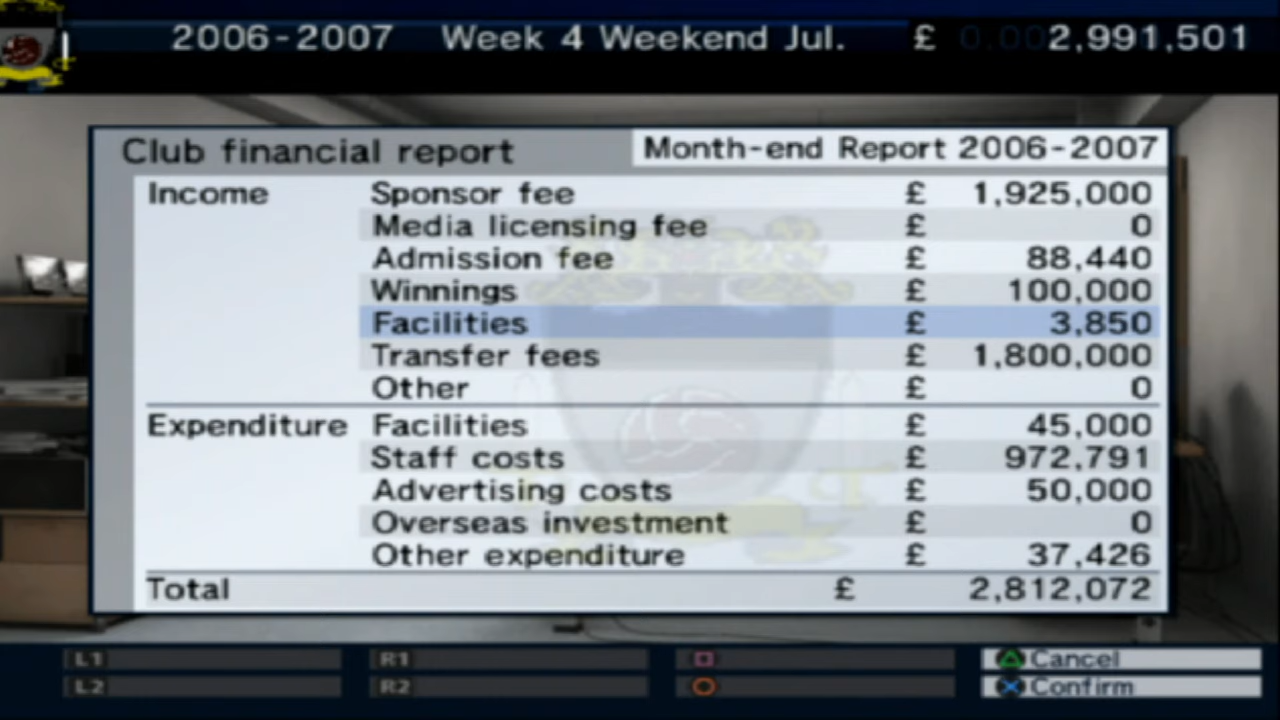 2006-2007 Week 4 Weekend Jul. £ 0,002,991,501
Club financial report Month-end Report 2006-2007
Income Sponsor fee £ 1,925,000
Media licensing fee £ 0
Admission fee £ 88,440
Winnings £ 100,000
Facilities £ 3,850
Transfer fees £ 1,800,000
Other £ 0
Expenditure Facilities £ 45,000
Staff costs £ 972,791
Advertising costs £ 50,000
Overseas investment £ 0
Other expenditure £ 37,426
Total £ 2,812,072
L1 R1 Cancel
L2 R2 Confirm